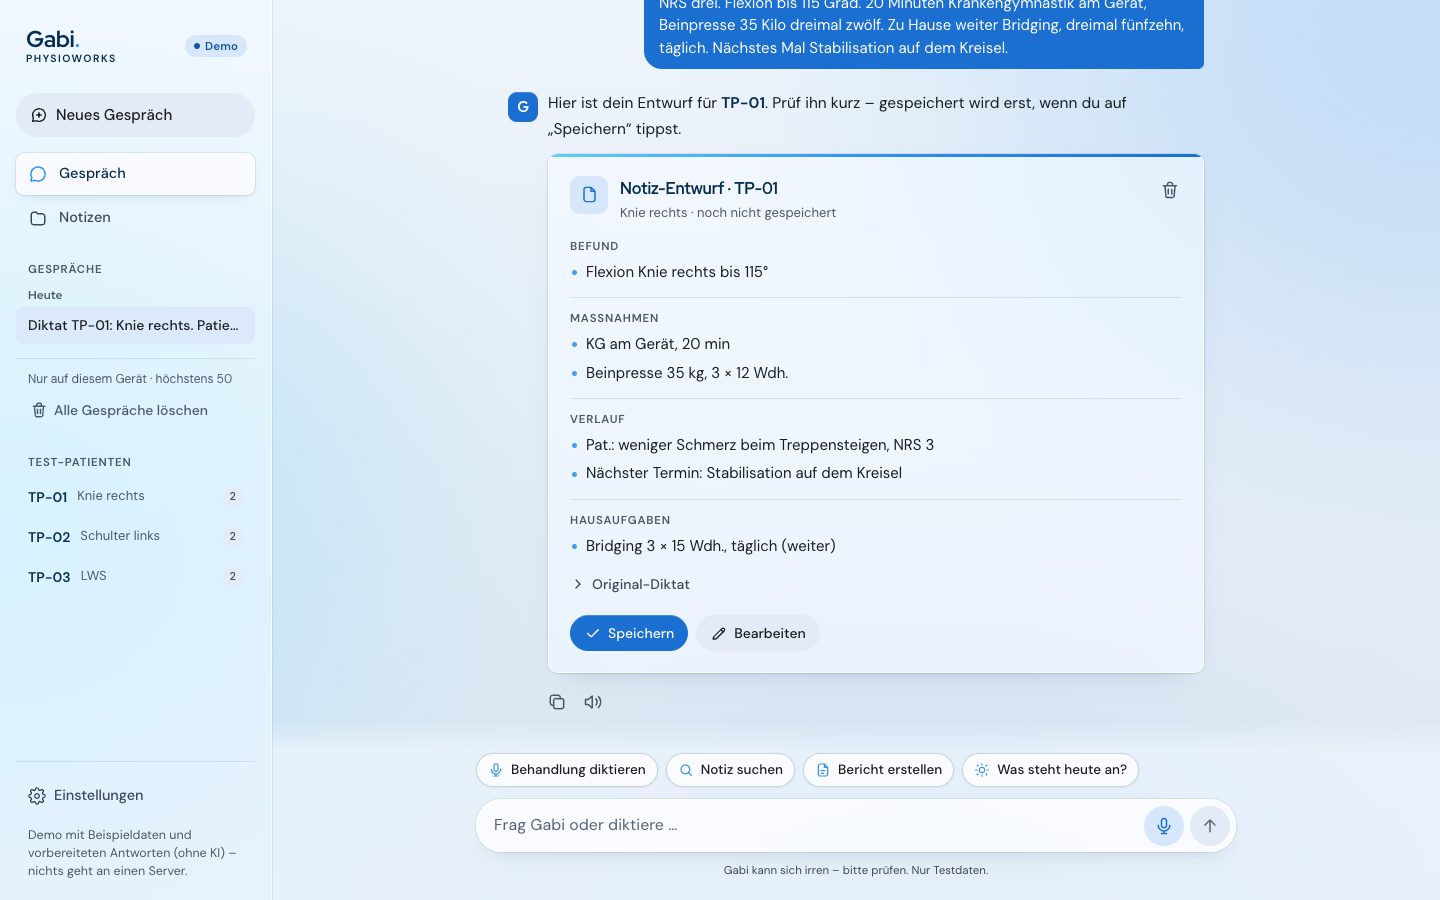 Gabi.
PHYSIOWORKS
Demo
Neues Gespräch
Gespräch
Notizen
GESPRÄCHE
Heute
Diktat TP-01: Knie rechts. Patie...
Nur auf diesem Gerät · höchstens 50
Alle Gespräche löschen
TEST-PATIENTEN
TP-01 Knie rechts 2
TP-02 Schulter links 2
TP-03 LWS 2
Einstellungen
Demo mit Beispieldaten und
vorbereiteten Antworten (ohne KI) –
nichts geht an einen Server.
NRS drei. Flexion bis 115 Grad. 20 Minuten Krankengymnastik am Gerät,
Beinpresse 35 Kilo dreimal zwölf. Zu Hause weiter Bridging, dreimal fünfzehn,
täglich. Nächstes Mal Stabilisation auf dem Kreisel.
G
Hier ist dein Entwurf für TP-01. Prüf ihn kurz – gespeichert wird erst, wenn du auf
„Speichern“ tippst.
Notiz-Entwurf · TP-01
Knie rechts · noch nicht gespeichert
BEFUND
• Flexion Knie rechts bis 115°
MASSNAHMEN
• KG am Gerät, 20 min
• Beinpresse 35 kg, 3 × 12 Wdh.
VERLAUF
• Pat.: weniger Schmerz beim Treppensteigen, NRS 3
• Nächster Termin: Stabilisation auf dem Kreisel
HAUSAUFGABEN
• Bridging 3 × 15 Wdh., täglich (weiter)
Original-Diktat
Speichern
Bearbeiten
Behandlung diktieren
Notiz suchen
Bericht erstellen
Was steht heute an?
Frag Gabi oder diktiere ...
Gabi kann sich irren – bitte prüfen. Nur Testdaten.